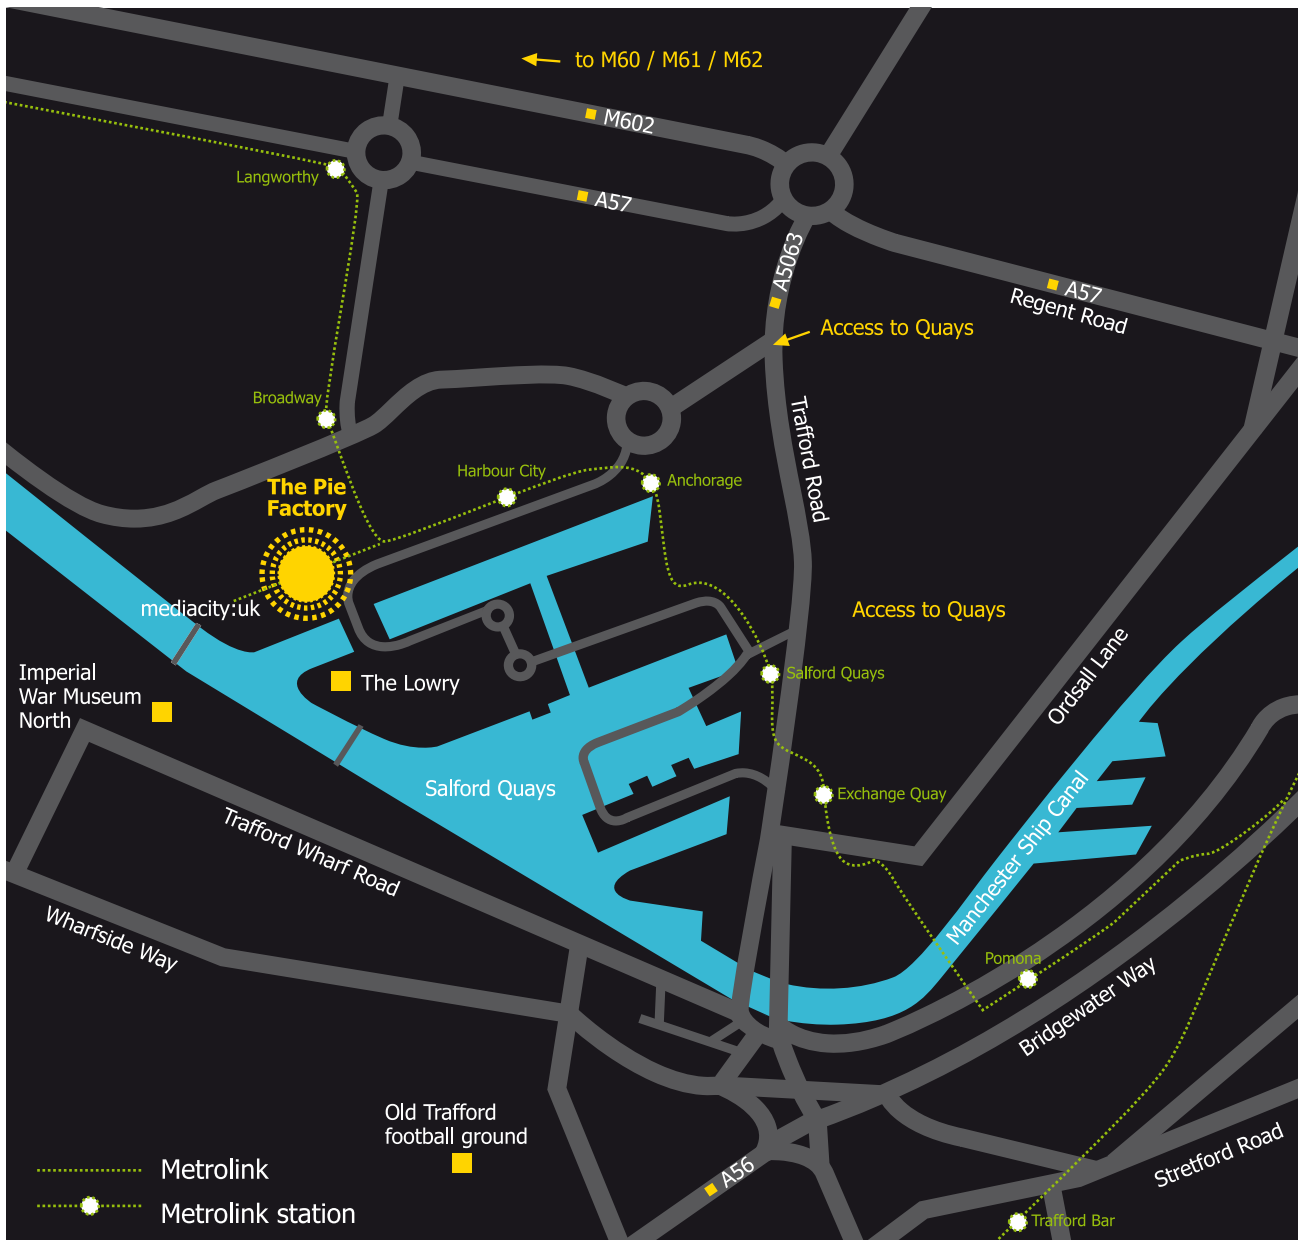 to M60 / M61 / M62
M602
Langworthy
A57
A5063
A57
Regent Road
Access to Quays
Broadway
Trafford Road
Harbour City
Anchorage
The Pie
Factory
mediacity:uk
Access to Quays
Imperial
War Museum
North
The Lowry
Salford Quays
Ordsall Lane
Salford Quays
Exchange Quay
Manchester Ship Canal
Trafford Wharf Road
Wharfside Way
Pomona
Bridgewater Way
Old Trafford
football ground
Stretford Road
A56
Trafford Bar
Metrolink
Metrolink station